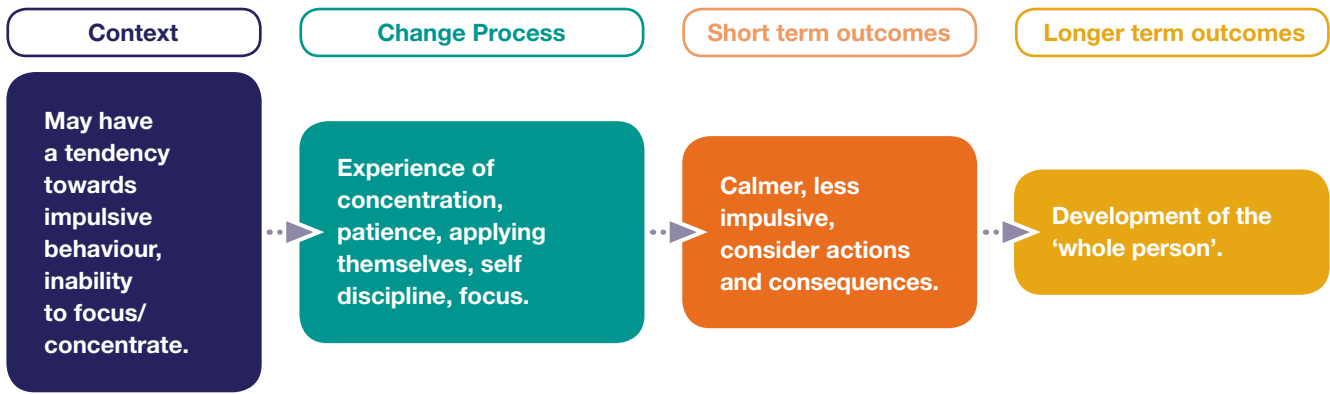 Context
Change Process
Short term outcomes
Longer term outcomes
May have
a tendency
towards
impulsive
behaviour,
inability
to focus/
concentrate.
Experience of
concentration,
patience, applying
themselves, self
discipline, focus.
Calmer, less
impulsive,
consider actions
and consequences.
Development of the
‘whole person’.